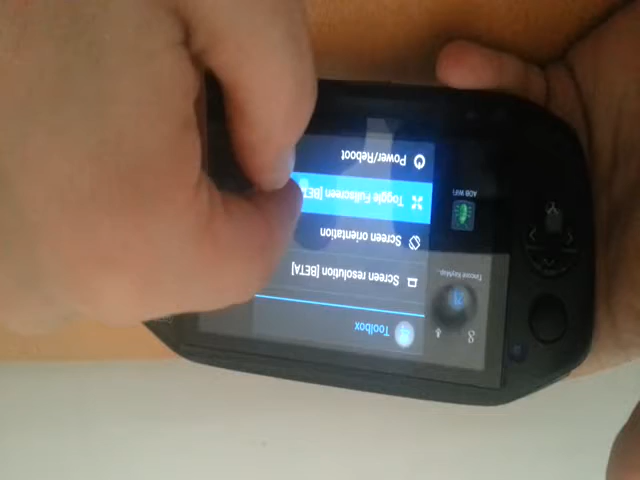 Toolbox
Screen resolution [BETA]
Screen orientation
Toggle Fullscreen [BETA
Power/Reboot
ADB WiFi